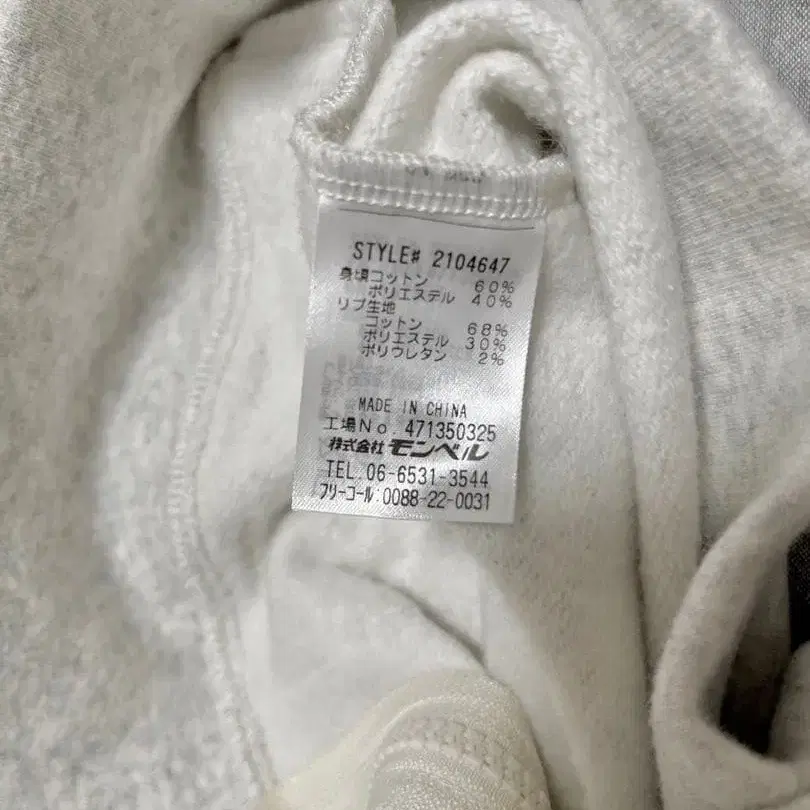 STYLE# 2104647
身頃コットン 60%
ポリエステル 40%
リブ生地
コットン 68%
ポリエステル 30%
ポリウレタン 2%
MADE IN CHINA
工場No. 471350325
株式会社 モンベル
TEL.06-6531-3544
フリーコール:0088-22-0031